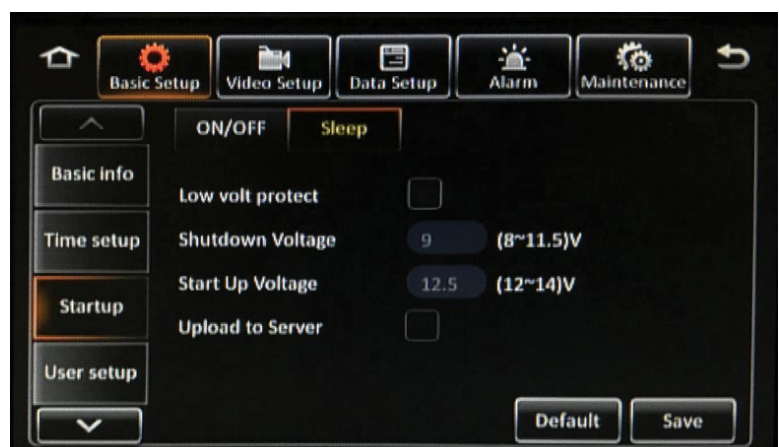 Basic Setup Video Setup Data Setup Alarm Maintenance
ON/OFF Sleep
Basic info
Low volt protect
Time setup
Shutdown Voltage 9 (8~11.5)V
Start Up Voltage 12.5 (12~14)V
Startup
Upload to Server
User setup
Default Save